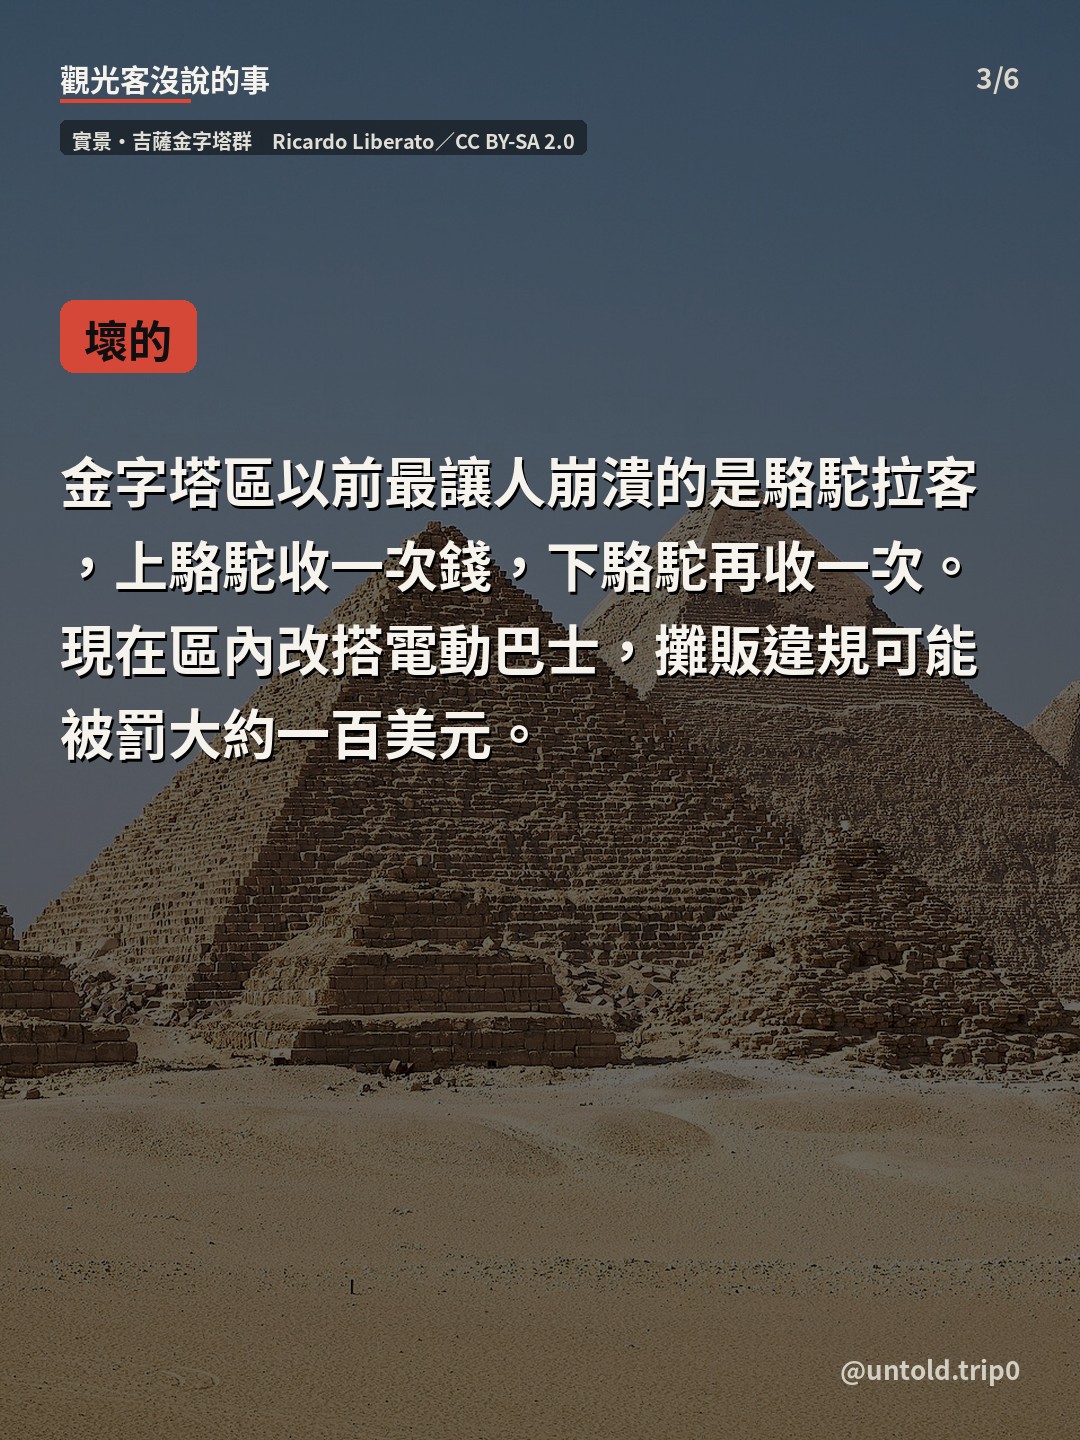 觀光客沒說的事
3/6
實景・吉薩金字塔群 Ricardo Liberato／CC BY-SA 2.0
壞的
金字塔區以前最讓人崩潰的是駱駝拉客
，上駱駝收一次錢，下駱駝再收一次。
現在區內改搭電動巴士，攤販違規可能
被罰大約一百美元。
@untold.trip0